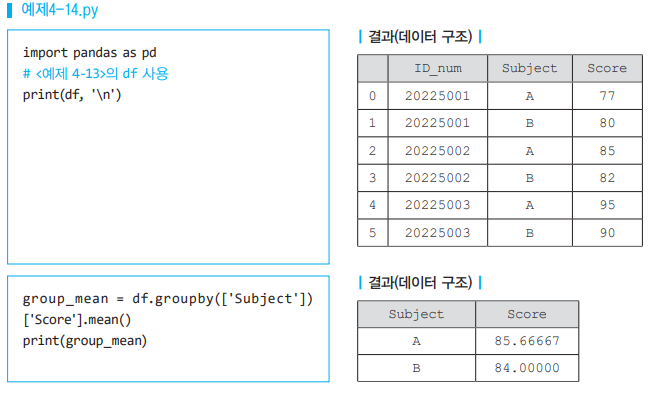 예제4-14.py
import pandas as pd
# <예제 4-13>의 df 사용
print(df, '\n')
| 결과(데이터 구조) |
ID_num Subject Score
0 20225001 A 77
1 20225001 B 80
2 20225002 A 85
3 20225002 B 82
4 20225003 A 95
5 20225003 B 90
group_mean = df.groupby(['Subject'])
['Score'].mean()
print(group_mean)
| 결과(데이터 구조) |
Subject Score
A 85.66667
B 84.00000